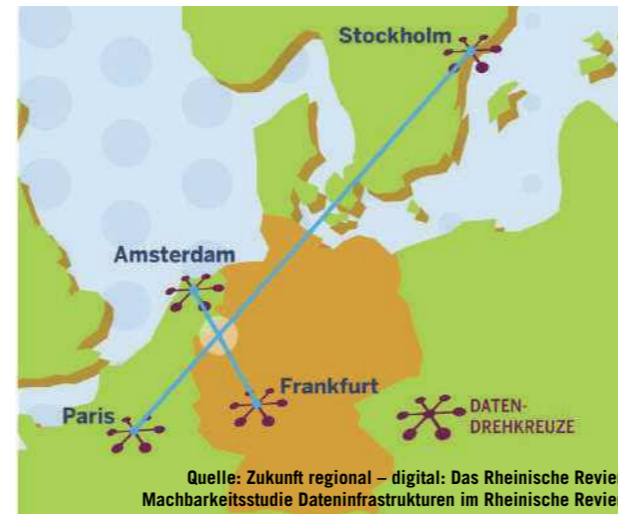 Stockholm
Amsterdam
Frankfurt
Paris
DATEN-
DREHKREUZE
Quelle: Zukunft regional – digital: Das Rheinische Revier
Machbarkeitsstudie Dateninfrastrukturen im Rheinische Revier